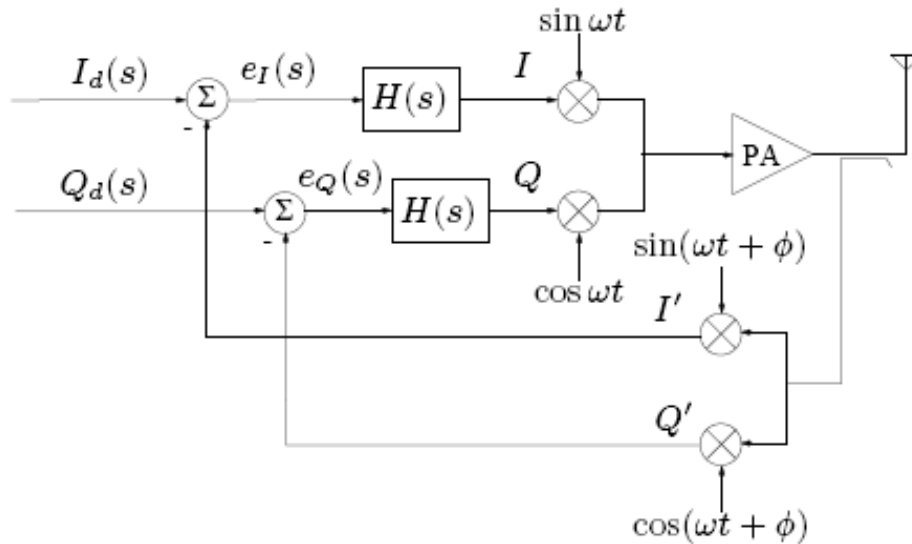 sin ωt
I_d(s)
Σ
-
e_I(s)
H(s)
I
PA
Q_d(s)
Σ
-
e_Q(s)
H(s)
Q
cos ωt
sin(ωt + ϕ)
I′
Q′
cos(ωt + ϕ)